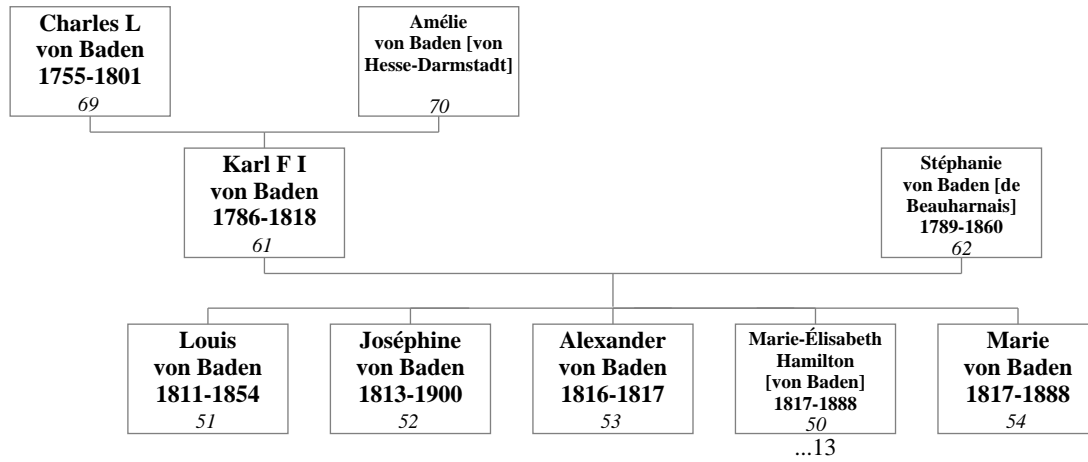 Charles L
von Baden
1755-1801
69
Amélie
von Baden [von
Hesse-Darmstadt]
70
Karl F I
von Baden
1786-1818
61
Stéphanie
von Baden [de
Beauharnais]
1789-1860
62
Louis
von Baden
1811-1854
51
Joséphine
von Baden
1813-1900
52
Alexander
von Baden
1816-1817
53
Marie-Élisabeth
Hamilton
[von Baden]
1817-1888
50
...13
Marie
von Baden
1817-1888
54